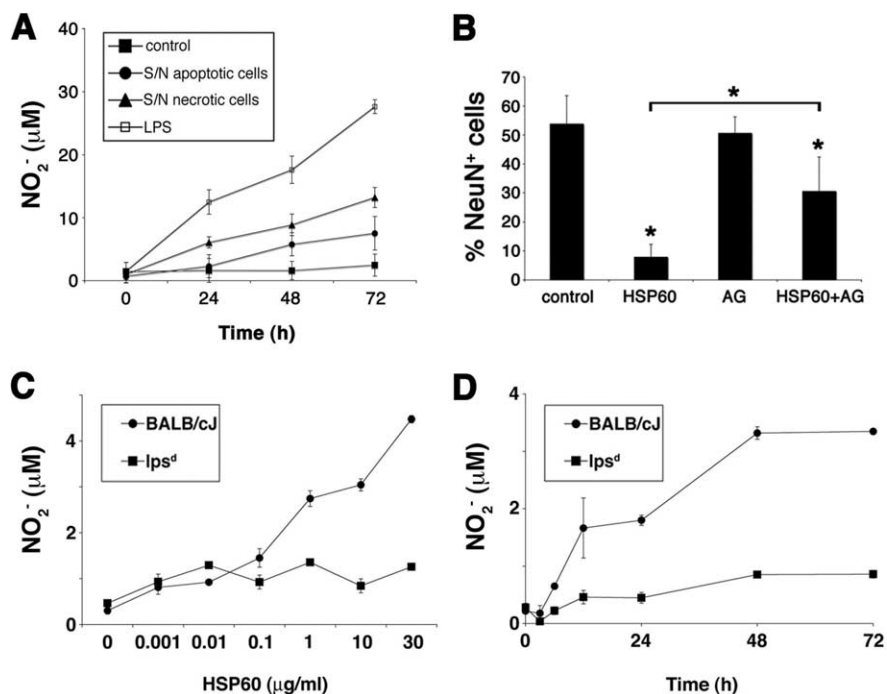 A
control
S/N apoptotic cells
S/N necrotic cells
LPS
NO₂⁻ (μM)
40
30
20
10
0
0 24 48 72
Time (h)
B
% NeuN⁺ cells
70
60
50
40
30
20
10
0
*
*
*
control HSP60 AG HSP60+AG
C
BALB/cJ
lpsᵈ
NO₂⁻ (μM)
4
2
0
0 0.001 0.01 0.1 1 10 30
HSP60 (μg/ml)
D
BALB/cJ
lpsᵈ
NO₂⁻ (μM)
4
2
0
0 24 48 72
Time (h)